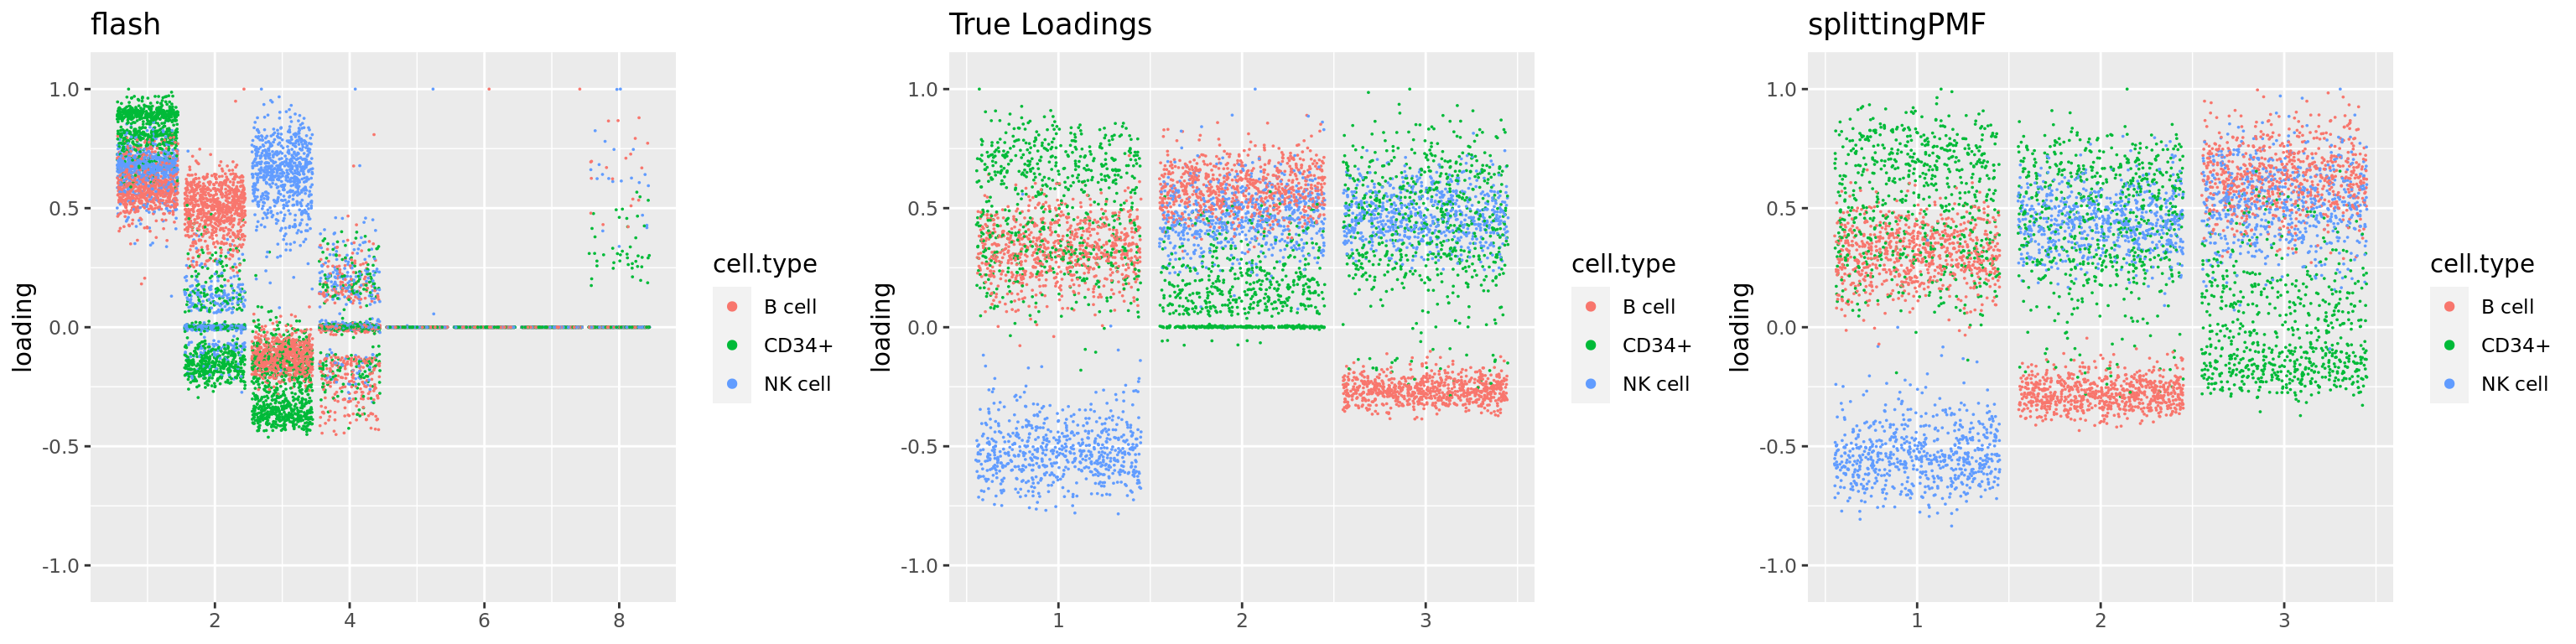 flash
1.0
0.5
0.0
-0.5
-1.0
loading
2 4 6 8
cell.type
B cell
CD34+
NK cell
True Loadings
1.0
0.5
0.0
-0.5
-1.0
loading
1 2 3
cell.type
B cell
CD34+
NK cell
splittingPMF
1.0
0.5
0.0
-0.5
-1.0
loading
1 2 3
cell.type
B cell
CD34+
NK cell